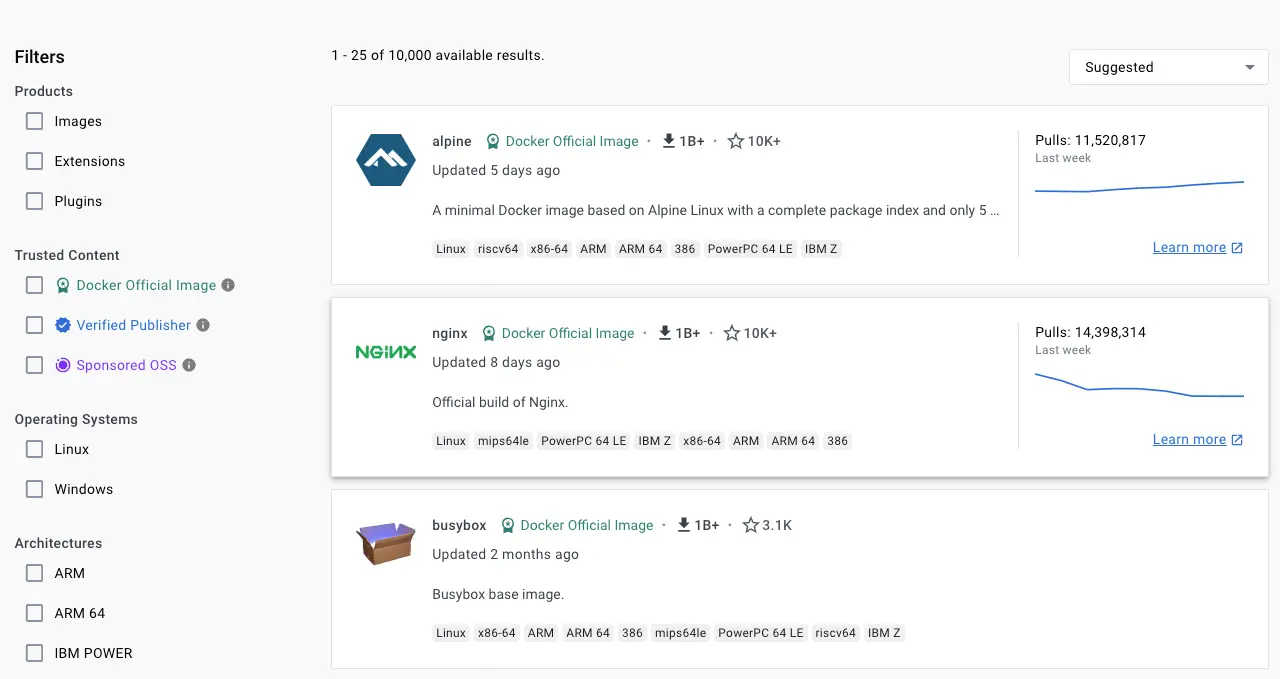 Filters
Products
Images
Extensions
Plugins
Trusted Content
Docker Official Image
Verified Publisher
Sponsored OSS
Operating Systems
Linux
Windows
Architectures
ARM
ARM 64
IBM POWER
1 - 25 of 10,000 available results.
Suggested
alpine Docker Official Image · 1B+ · 10K+
Updated 5 days ago
A minimal Docker image based on Alpine Linux with a complete package index and only 5 ...
Linux riscv64 x86-64 ARM ARM 64 386 PowerPC 64 LE IBM Z
Pulls: 11,520,817
Last week
Learn more
NGINX
nginx Docker Official Image · 1B+ · 10K+
Updated 8 days ago
Official build of Nginx.
Linux mips64le PowerPC 64 LE IBM Z x86-64 ARM ARM 64 386
Pulls: 14,398,314
Last week
Learn more
busybox Docker Official Image · 1B+ · 3.1K
Updated 2 months ago
Busybox base image.
Linux x86-64 ARM ARM 64 386 mips64le PowerPC 64 LE riscv64 IBM Z